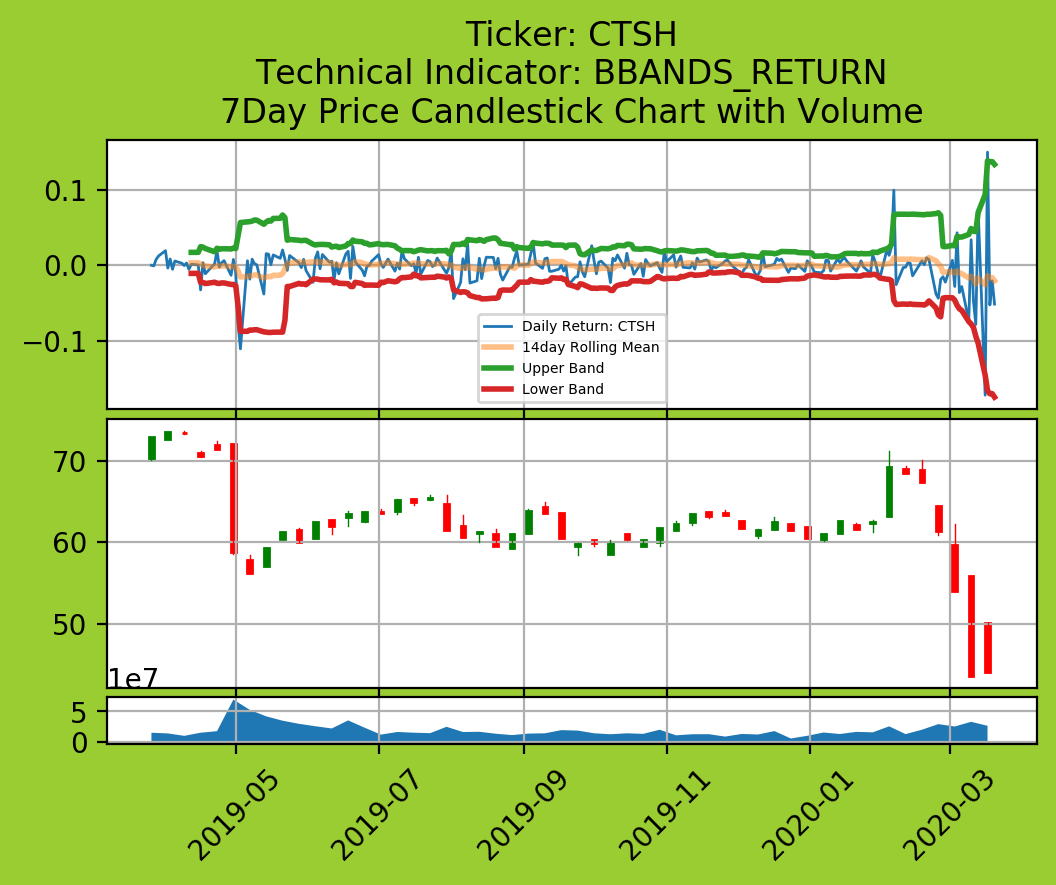 Ticker: CTSH
Technical Indicator: BBANDS_RETURN
7Day Price Candlestick Chart with Volume
0.1
0.0
−0.1
Daily Return: CTSH
14day Rolling Mean
Upper Band
Lower Band
70
60
50
1e7
5
0
2019-05
2019-07
2019-09
2019-11
2020-01
2020-03